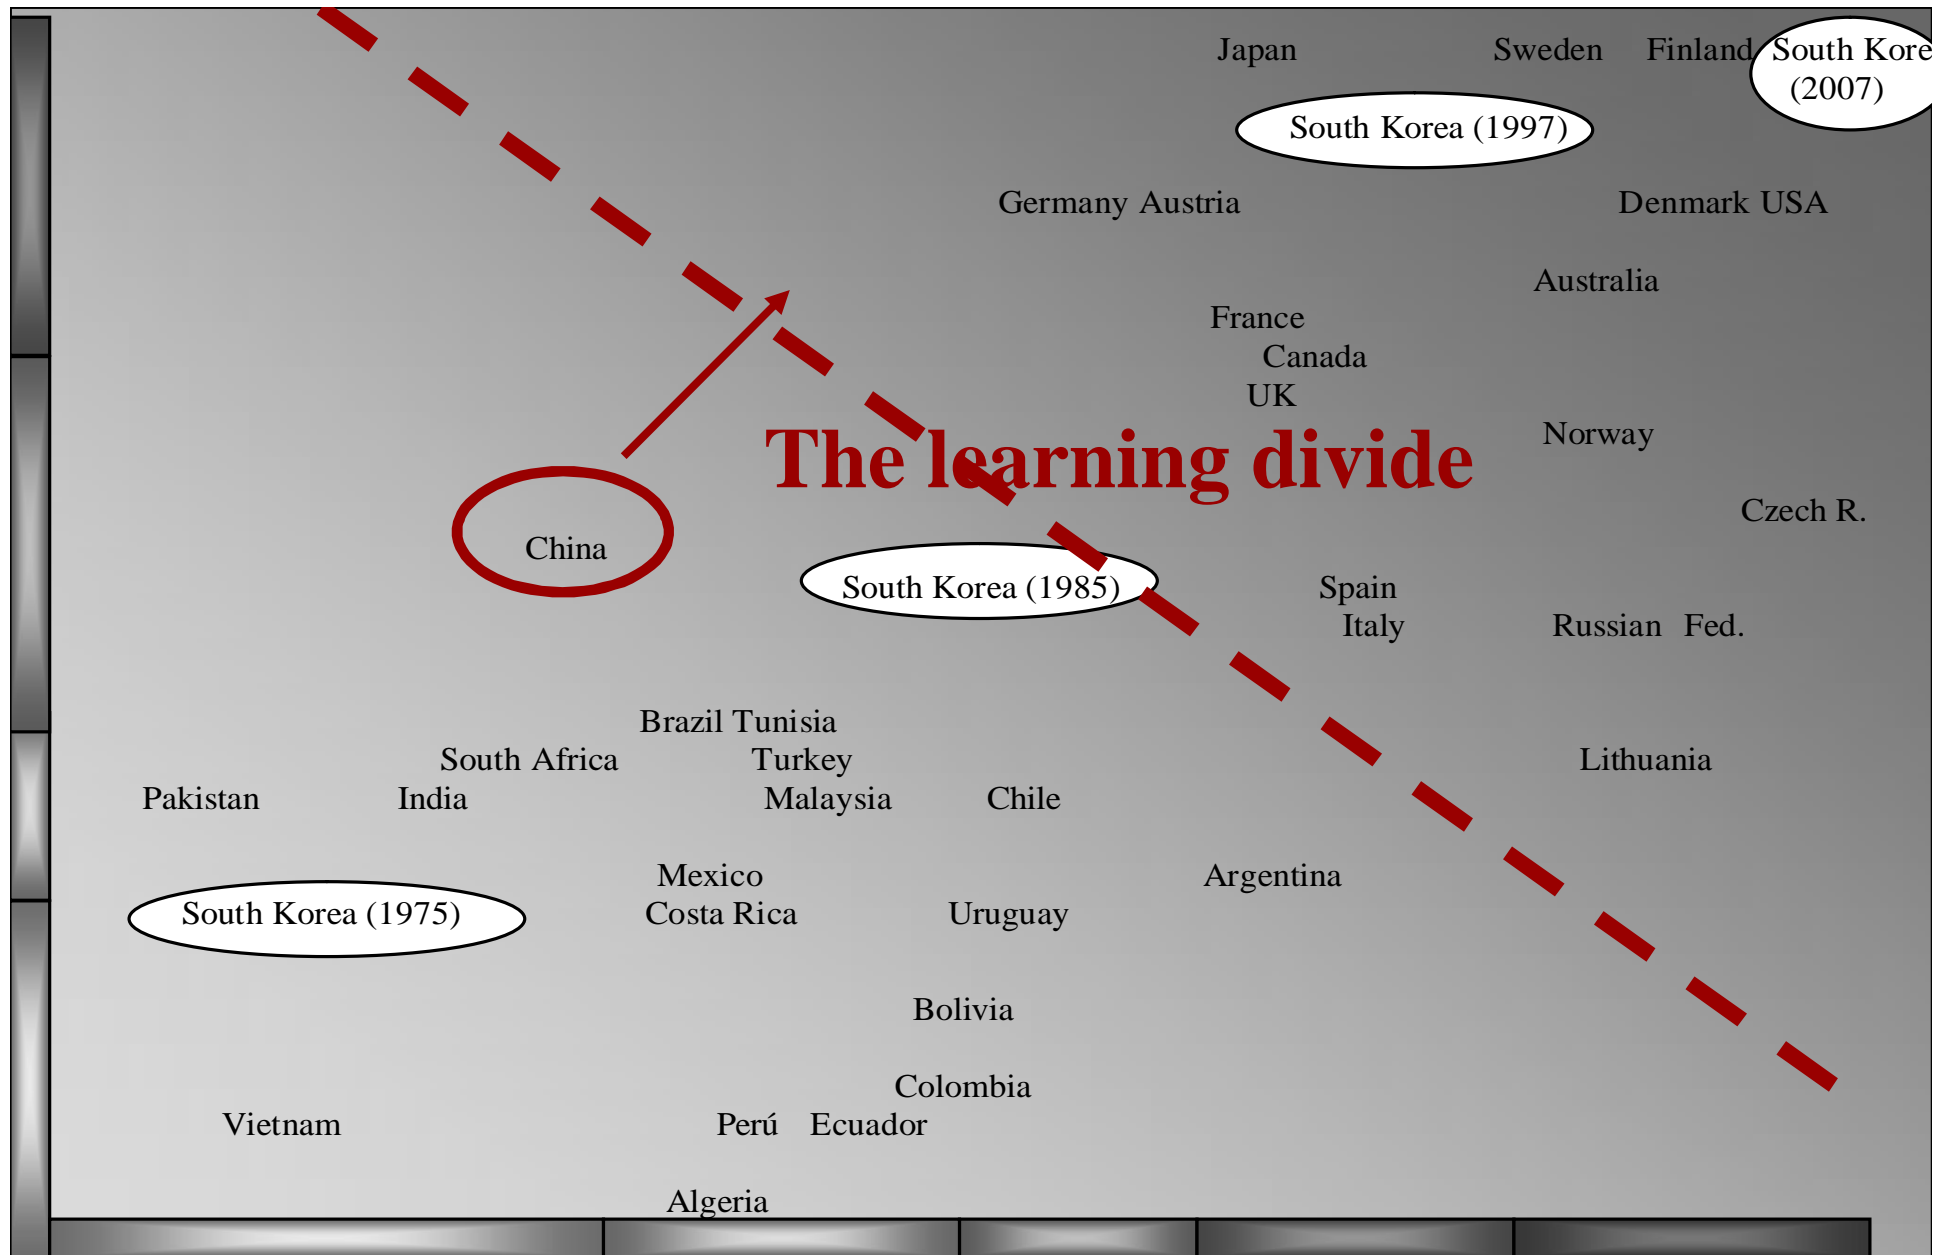 Japan Sweden Finland South Kore
(2007)
South Korea (1997)
Germany Austria Denmark USA
Australia
France
Canada
UK
Norway
The learning divide
Czech R.
China
South Korea (1985) Spain
Italy Russian Fed.
Brazil Tunisia
South Africa Turkey Lithuania
Pakistan India Malaysia Chile
Mexico Argentina
South Korea (1975) Costa Rica Uruguay
Bolivia
Colombia
Vietnam Perú Ecuador
Algeria